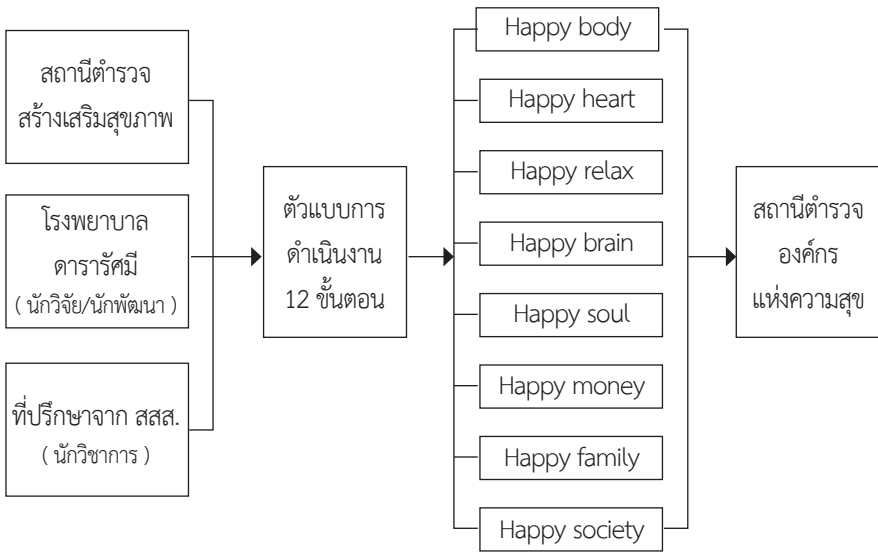 สถานีตำรวจ
สร้างเสริมสุขภาพ
โรงพยาบาล
ดารารัศมี
( นักวิจัย/นักพัฒนา )
ที่ปรึกษาจาก สสส.
( นักวิชาการ )
ตัวแบบการ
ดำเนินงาน
12 ขั้นตอน
Happy body
Happy heart
Happy relax
Happy brain
Happy soul
Happy money
Happy family
Happy society
สถานีตำรวจ
องค์กร
แห่งความสุข